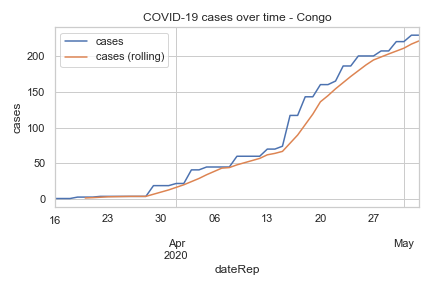 COVID-19 cases over time - Congo
cases
cases (rolling)
200
150
100
50
0
cases
16
23
30
06
13
20
27
Apr
2020
May
dateRep